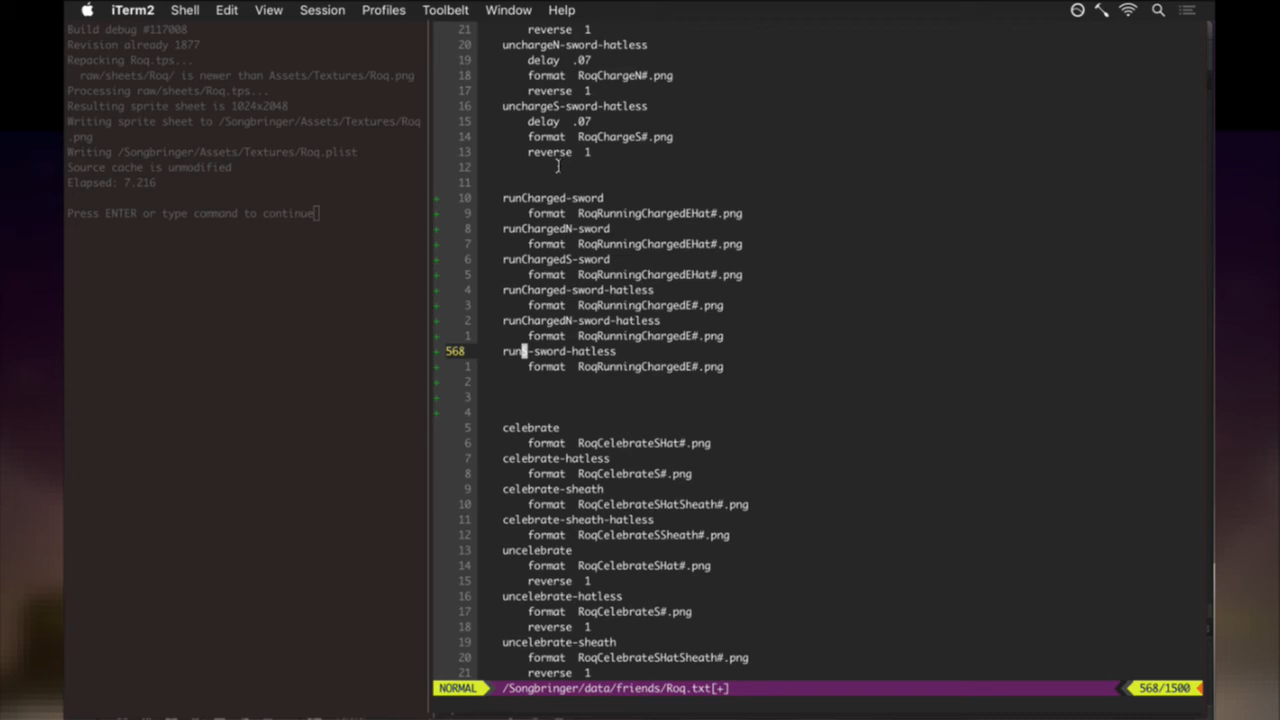 iTerm2 Shell Edit View Session Profiles Toolbelt Window Help
Build debug #117008
Revision already 1877
Repacking Roq.tps...
raw/sheets/Roq/ is newer than Assets/Textures/Roq.png
Processing raw/sheets/Roq.tps...
Resulting sprite sheet is 1024x2048
Writing sprite sheet to /Songbringer/Assets/Textures/Roq
.png
Writing /Songbringer/Assets/Textures/Roq.plist
Source cache is unmodified
Elapsed: 7.216
Press ENTER or type command to continue
21 reverse 1
20 unchargeN-sword-hatless
19 delay .07
18 format RoqChargeN#.png
17 reverse 1
16 unchargeS-sword-hatless
15 delay .07
14 format RoqChargeS#.png
13 reverse 1
12
11
+ 10 runCharged-sword
+ 9 format RoqRunningChargedEHat#.png
+ 8 runChargedN-sword
+ 7 format RoqRunningChargedEHat#.png
+ 6 runChargedS-sword
+ 5 format RoqRunningChargedEHat#.png
+ 4 runCharged-sword-hatless
+ 3 format RoqRunningChargedE#.png
+ 2 runChargedN-sword-hatless
+ 1 format RoqRunningChargedE#.png
+ 568 runS-sword-hatless
+ 1 format RoqRunningChargedE#.png
+ 2
+ 3
+ 4
5 celebrate
6 format RoqCelebrateSHat#.png
7 celebrate-hatless
8 format RoqCelebrateS#.png
9 celebrate-sheath
10 format RoqCelebrateSHatSheath#.png
11 celebrate-sheath-hatless
12 format RoqCelebrateSSheath#.png
13 uncelebrate
14 format RoqCelebrateSHat#.png
15 reverse 1
16 uncelebrate-hatless
17 format RoqCelebrateS#.png
18 reverse 1
19 uncelebrate-sheath
20 format RoqCelebrateSHatSheath#.png
21 reverse 1
NORMAL /Songbringer/data/friends/Roq.txt[+] 568/1500